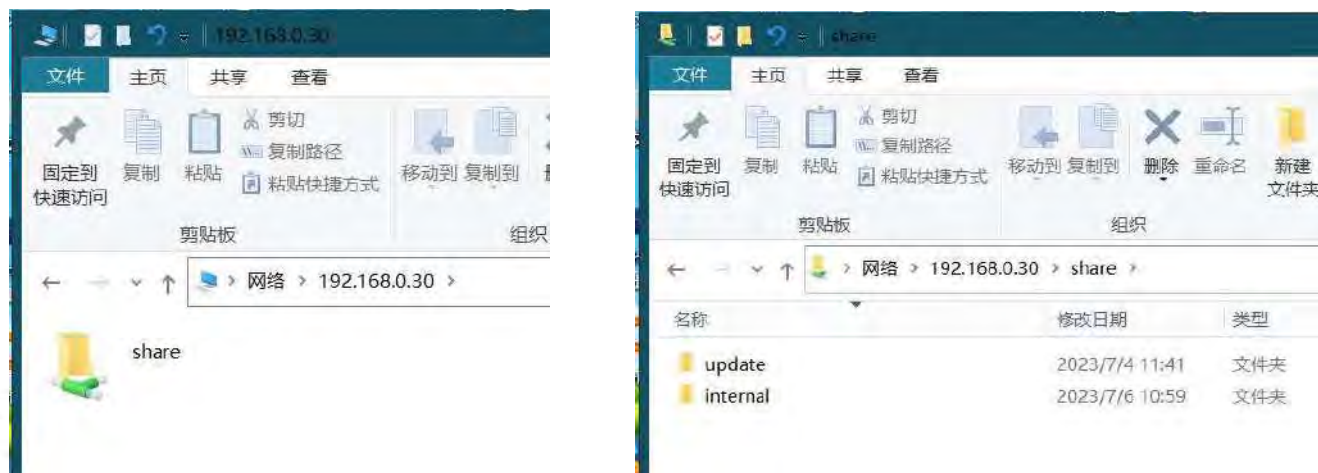 192.168.0.30
文件 主页 共享 查看
剪切
复制路径
粘贴快捷方式
固定到
快速访问
复制
粘贴
移动到 复制到
剪贴板
组织
网络 > 192.168.0.30 >
share
share
文件 主页 共享 查看
剪切
复制路径
粘贴快捷方式
固定到
快速访问
复制
粘贴
移动到 复制到
删除 重命名
新建
文件夹
剪贴板
组织
> 网络 > 192.168.0.30 > share >
名称 修改日期 类型
update 2023/7/4 11:41 文件夹
internal 2023/7/6 10:59 文件夹